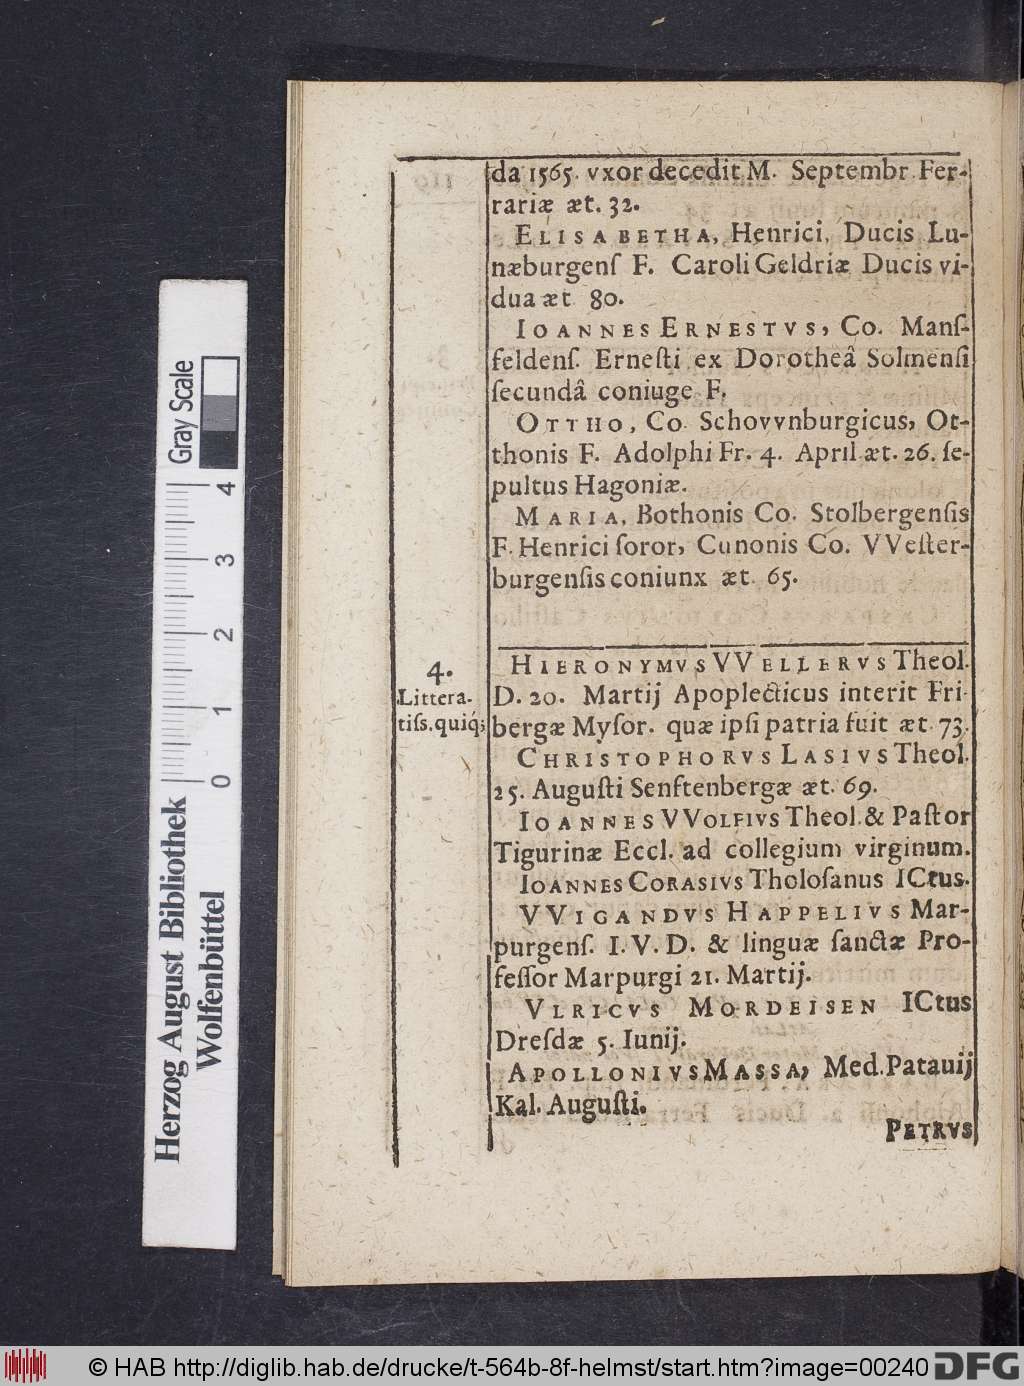 da 1565. vxor decedit M. Septembr. Fer-
rariæ æt. 32.
ELISABETHA, Henrici, Ducis Lu-
næburgenſ F. Caroli Geldriæ Ducis vi-
dua æt 80.
IOANNES ERNESTVS, Co. Manſ-
feldenſ. Erneſti ex Dorotheâ Solmenſi
ſecundâ coniuge F.
OTTHO, Co. Schovvnburgicus, Ot-
thonis F. Adolphi Fr. 4. April æt. 26. ſe-
pultus Hagoniæ.
MARIA, Bothonis Co. Stolbergenſis
F. Henrici ſoror, Cunonis Co. VVeſter-
burgenſis coniunx æt. 65.
4.
Littera-
tiſſ. quiq;
HIERONYMVS VVELLERVS Theol.
D. 20. Martij Apoplecticus interit Fri
bergæ Myſor. quæ ipſi patria fuit æt. 73.
CHRISTOPHORVS LASIVS Theol.
25. Auguſti Senftenbergæ æt. 69.
IOANNES VVOLFIVS Theol. & Paſtor
Tigurinæ Eccl. ad collegium virginum.
IOANNES CORASIVS Tholoſanus ICtus.
VVIGANDVS HAPPELIVS Mar-
purgenſ. I. V. D. & linguæ ſanctæ Pro-
feſſor Marpurgi 21. Martij.
VLRICVS MORDEISEN ICtus
Dreſdæ 5. Iunij.
APOLLONIVS MASSA, Med. Patauij
Kal. Auguſti.
PETRVS
Herzog August Bibliothek
Wolfenbüttel
0 1 2 3 4
Gray Scale
© HAB http://diglib.hab.de/drucke/t-564b-8f-helmst/start.htm?image=00240 DFG